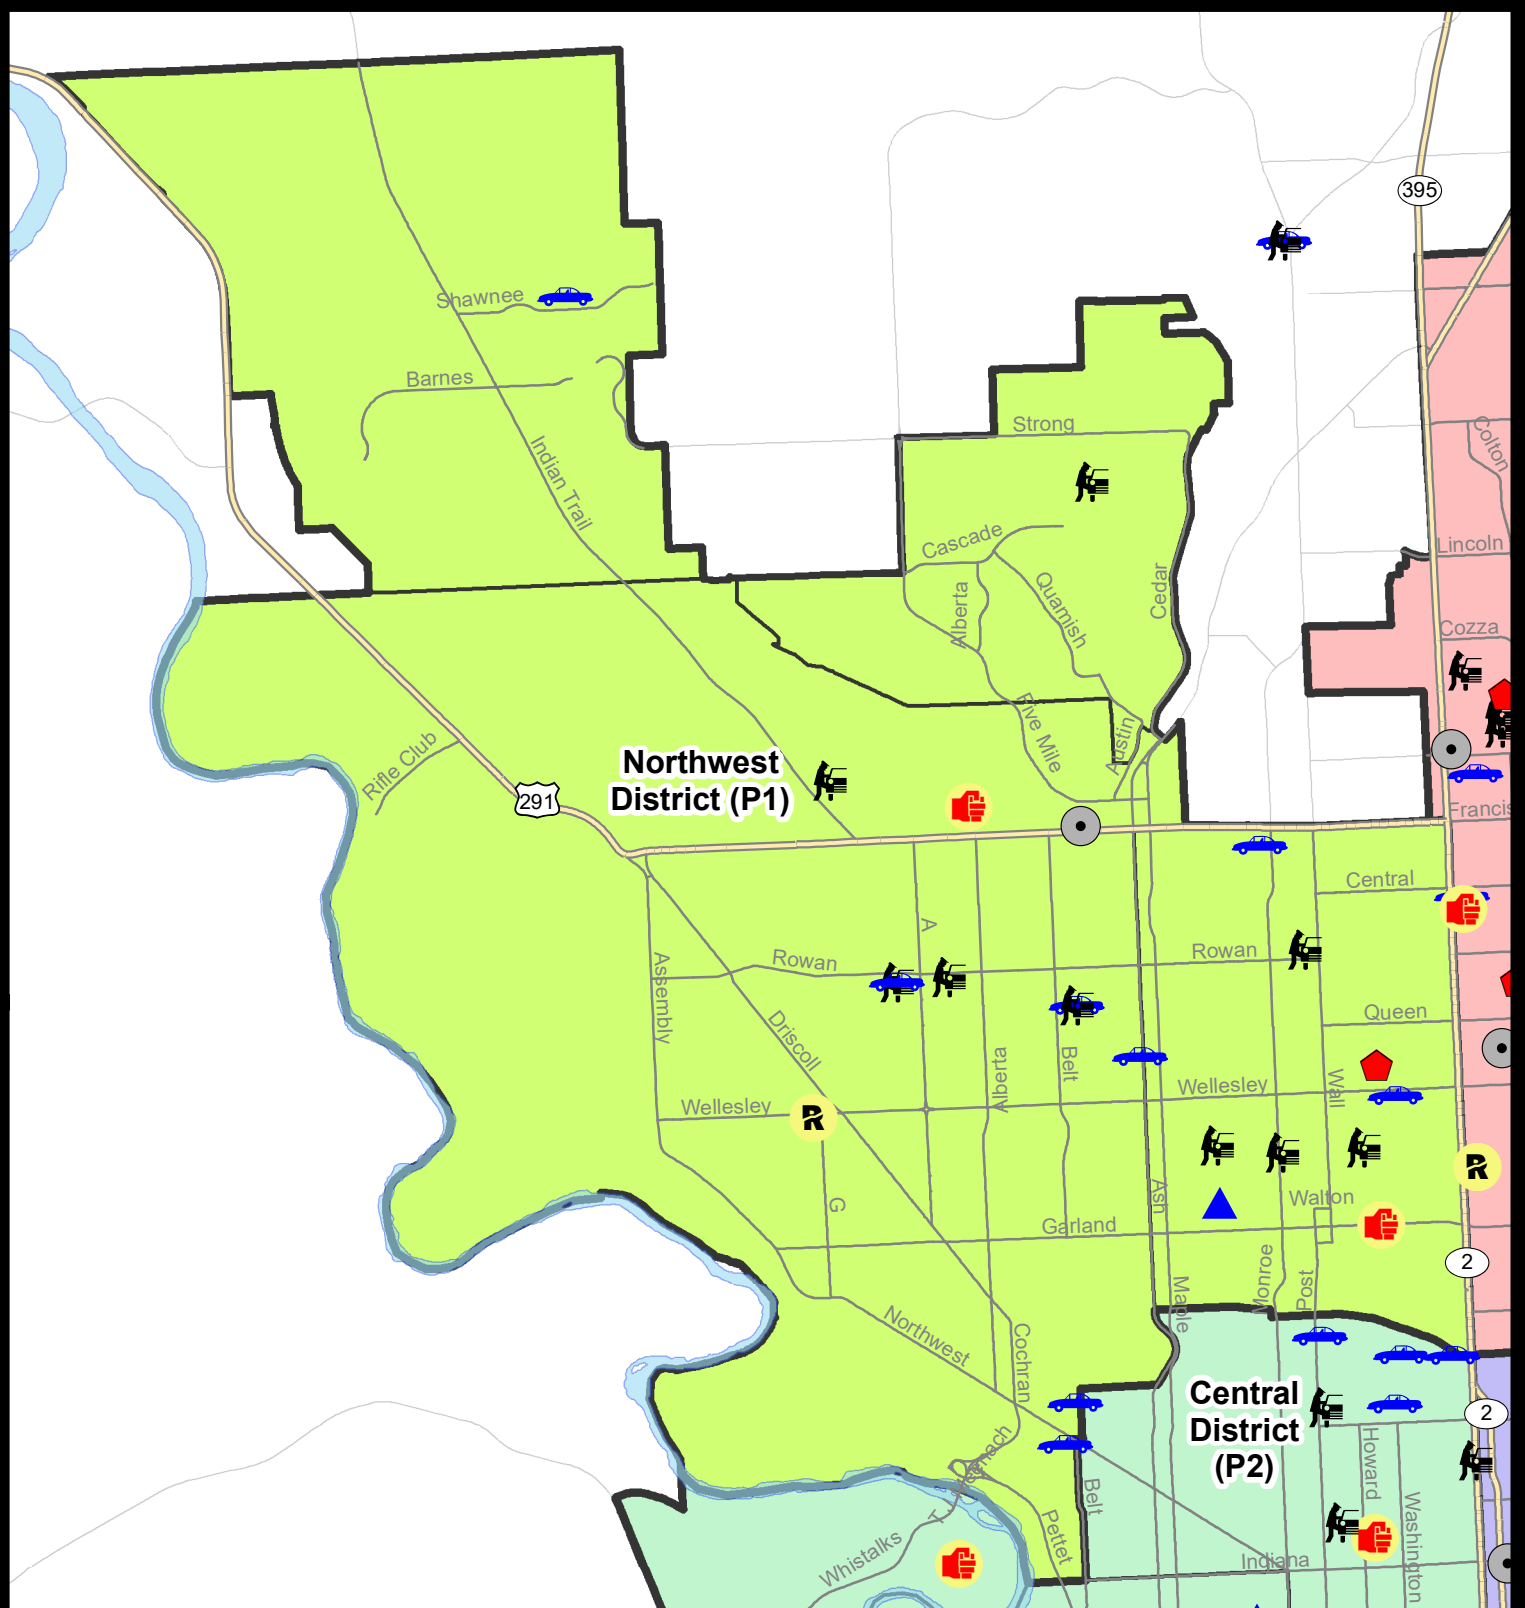 395
Shawnee
Barnes
Indian Trail
Strong
Colton
Cascade
Lincoln
Alberta
Quamish
Cedar
Cozza
Rifle Club
Northwest
District (P1)
Five Mile
Austin
291
Francis
Central
A
Rowan
Rowan
Assembly
Queen
Driscoll
Alberta
Belt
Wall
Wellesley
Wellesley
R
R
G
Ash
Walton
Garland
2
Monroe
Post
Maple
Northwest
Cochran
Central
District
(P2)
2
Howard
Washington
Belt
Pettet
Whistalks
Indiana